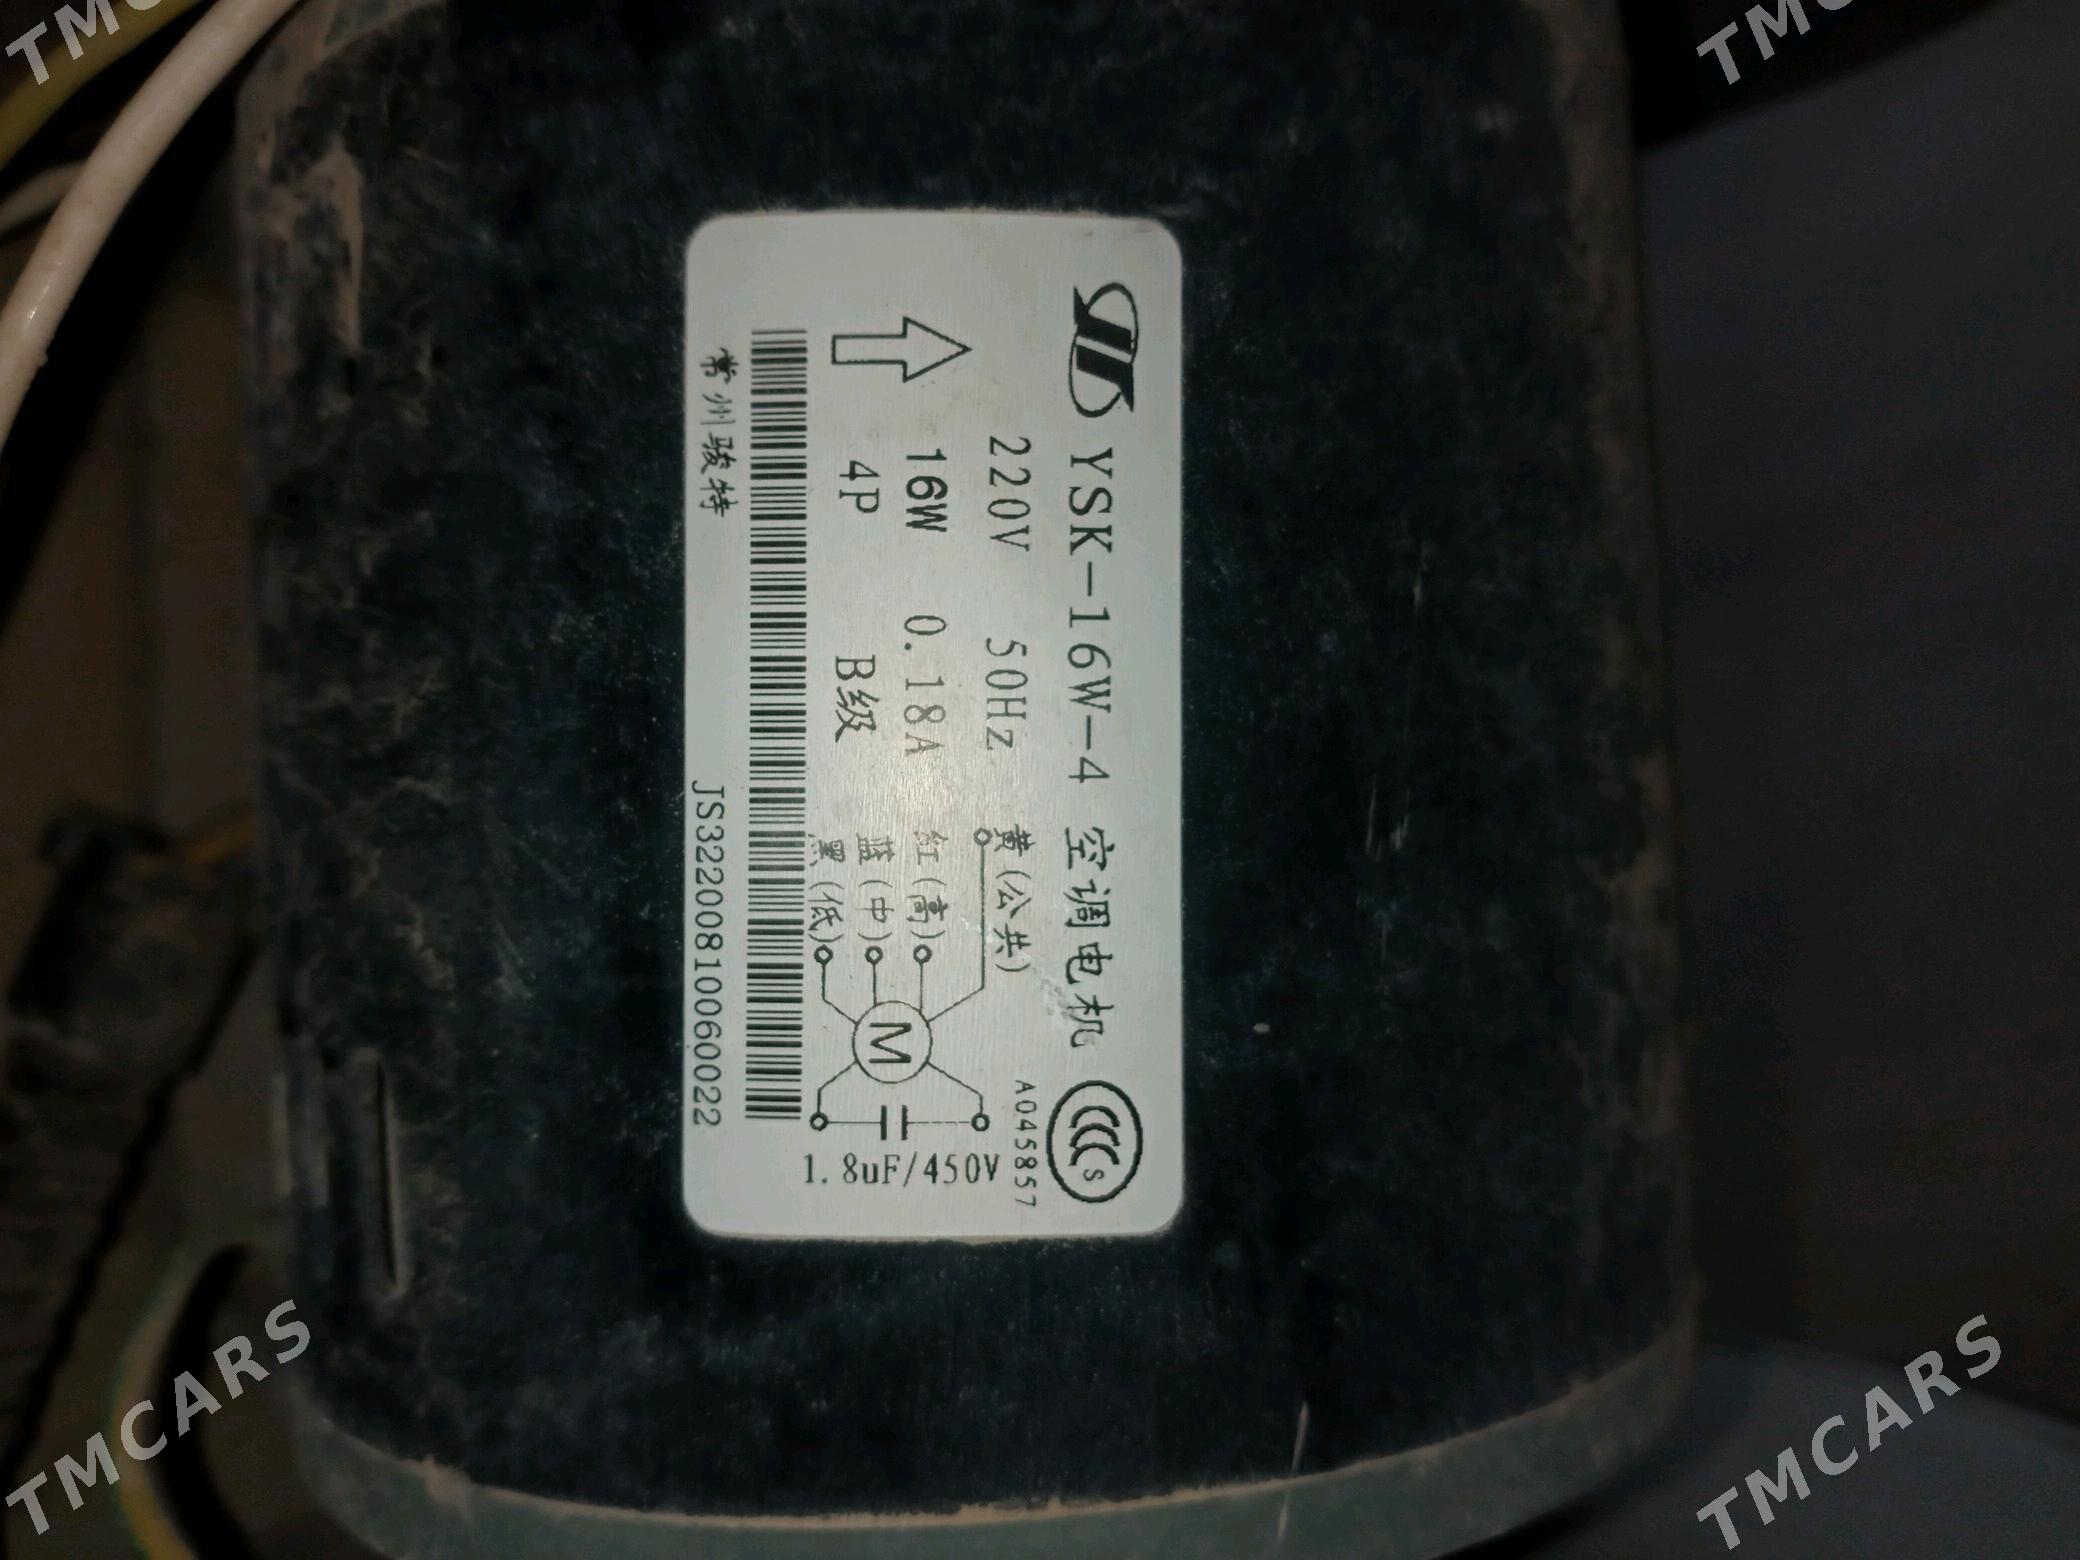 YSK-16W-4 空调电机
220V 50Hz
16W 0.18A
4P B级
黄(公共)
红(高)
蓝(中)
黑(低)
M
1.8uF/450V
CCC S
A045857
常州骏特 JS322008100060022
TMCARS
TMCARS